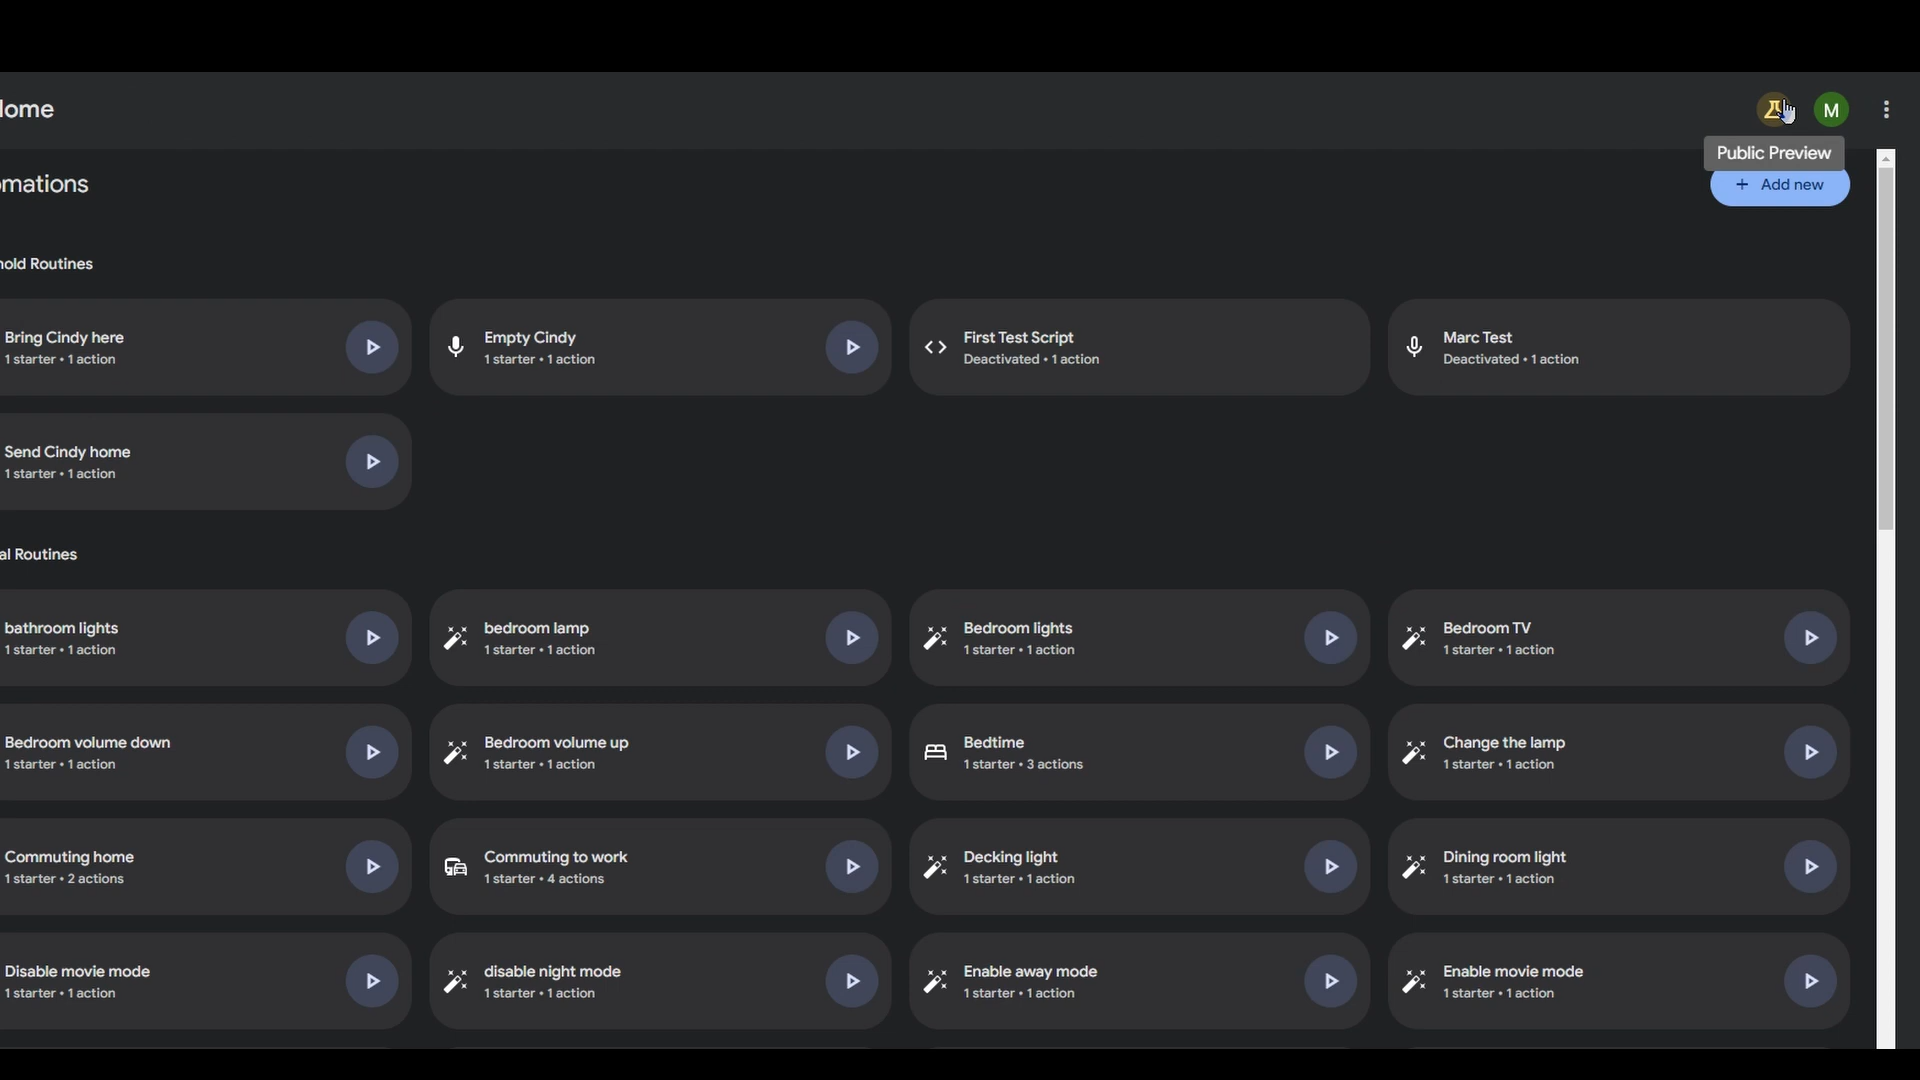 lome
M
Public Preview
omations
+ Add new
nold Routines
Bring Cindy here
1 starter • 1 action
Empty Cindy
1 starter • 1 action
First Test Script
Deactivated • 1 action
Marc Test
Deactivated • 1 action
Send Cindy home
1 starter • 1 action
al Routines
bathroom lights
1 starter • 1 action
bedroom lamp
1 starter • 1 action
Bedroom lights
1 starter • 1 action
Bedroom TV
1 starter • 1 action
Bedroom volume down
1 starter • 1 action
Bedroom volume up
1 starter • 1 action
Bedtime
1 starter • 3 actions
Change the lamp
1 starter • 1 action
Commuting home
1 starter • 2 actions
Commuting to work
1 starter • 4 actions
Decking light
1 starter • 1 action
Dining room light
1 starter • 1 action
Disable movie mode
1 starter • 1 action
disable night mode
1 starter • 1 action
Enable away mode
1 starter • 1 action
Enable movie mode
1 starter • 1 action